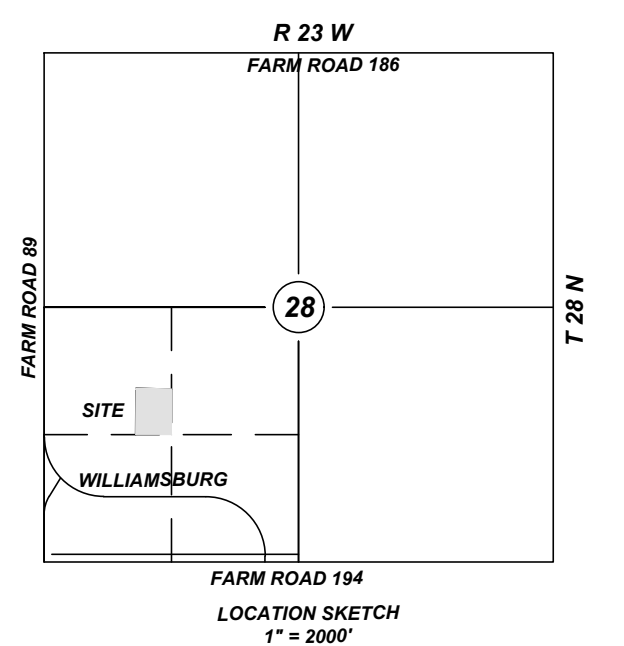 R 23 W
FARM ROAD 186
FARM ROAD 89
28
T 28 N
SITE
WILLIAMSBURG
FARM ROAD 194
LOCATION SKETCH
1" = 2000'